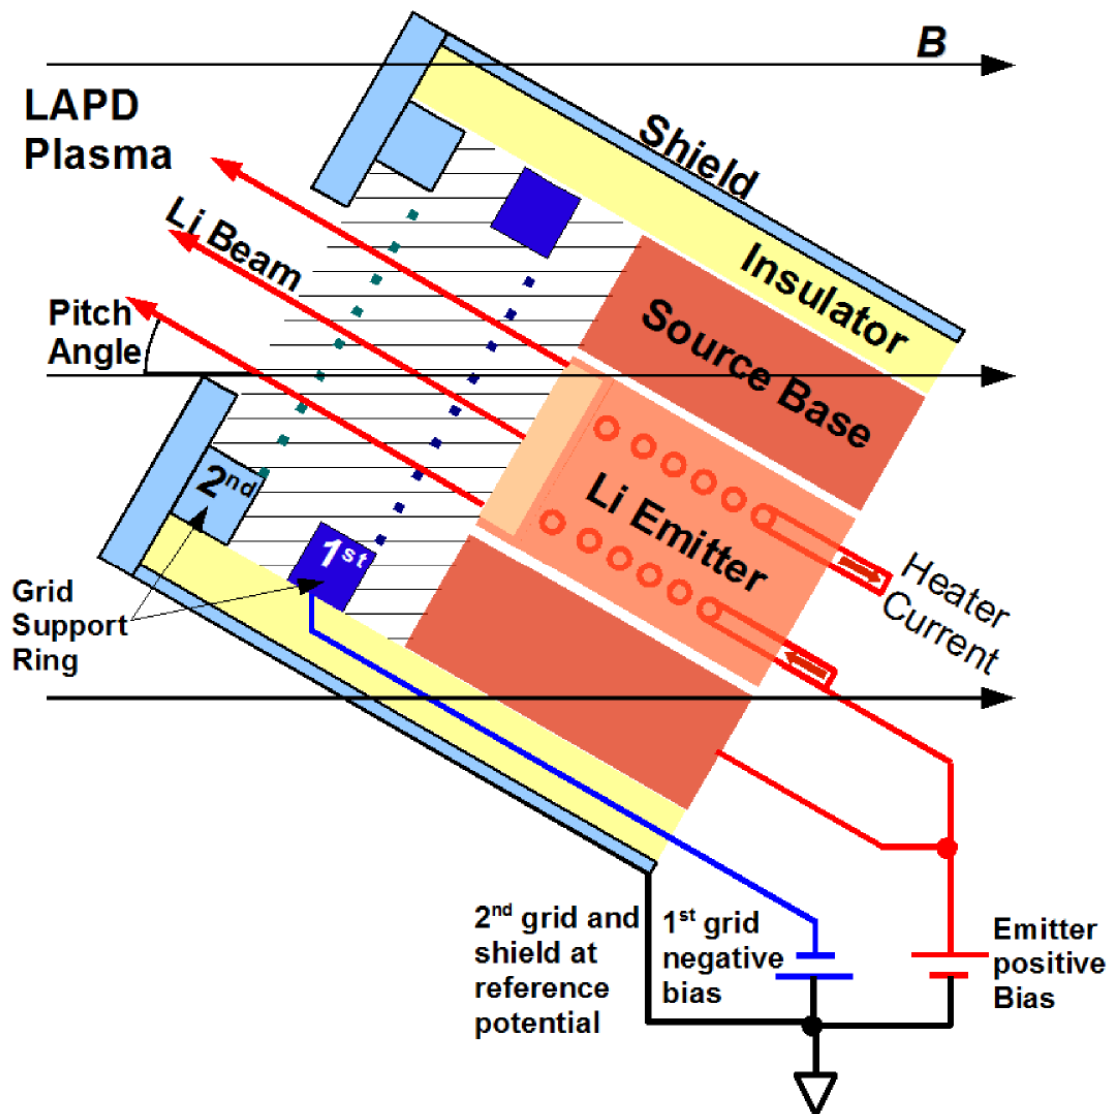 B
LAPD
Plasma
Shield
Li Beam
Insulator
Pitch
Angle
Source Base
2nd
Li Emitter
1st
Heater
Current
Grid
Support
Ring
2nd grid and
shield at
reference
potential
1st grid
negative
bias
Emitter
positive
Bias